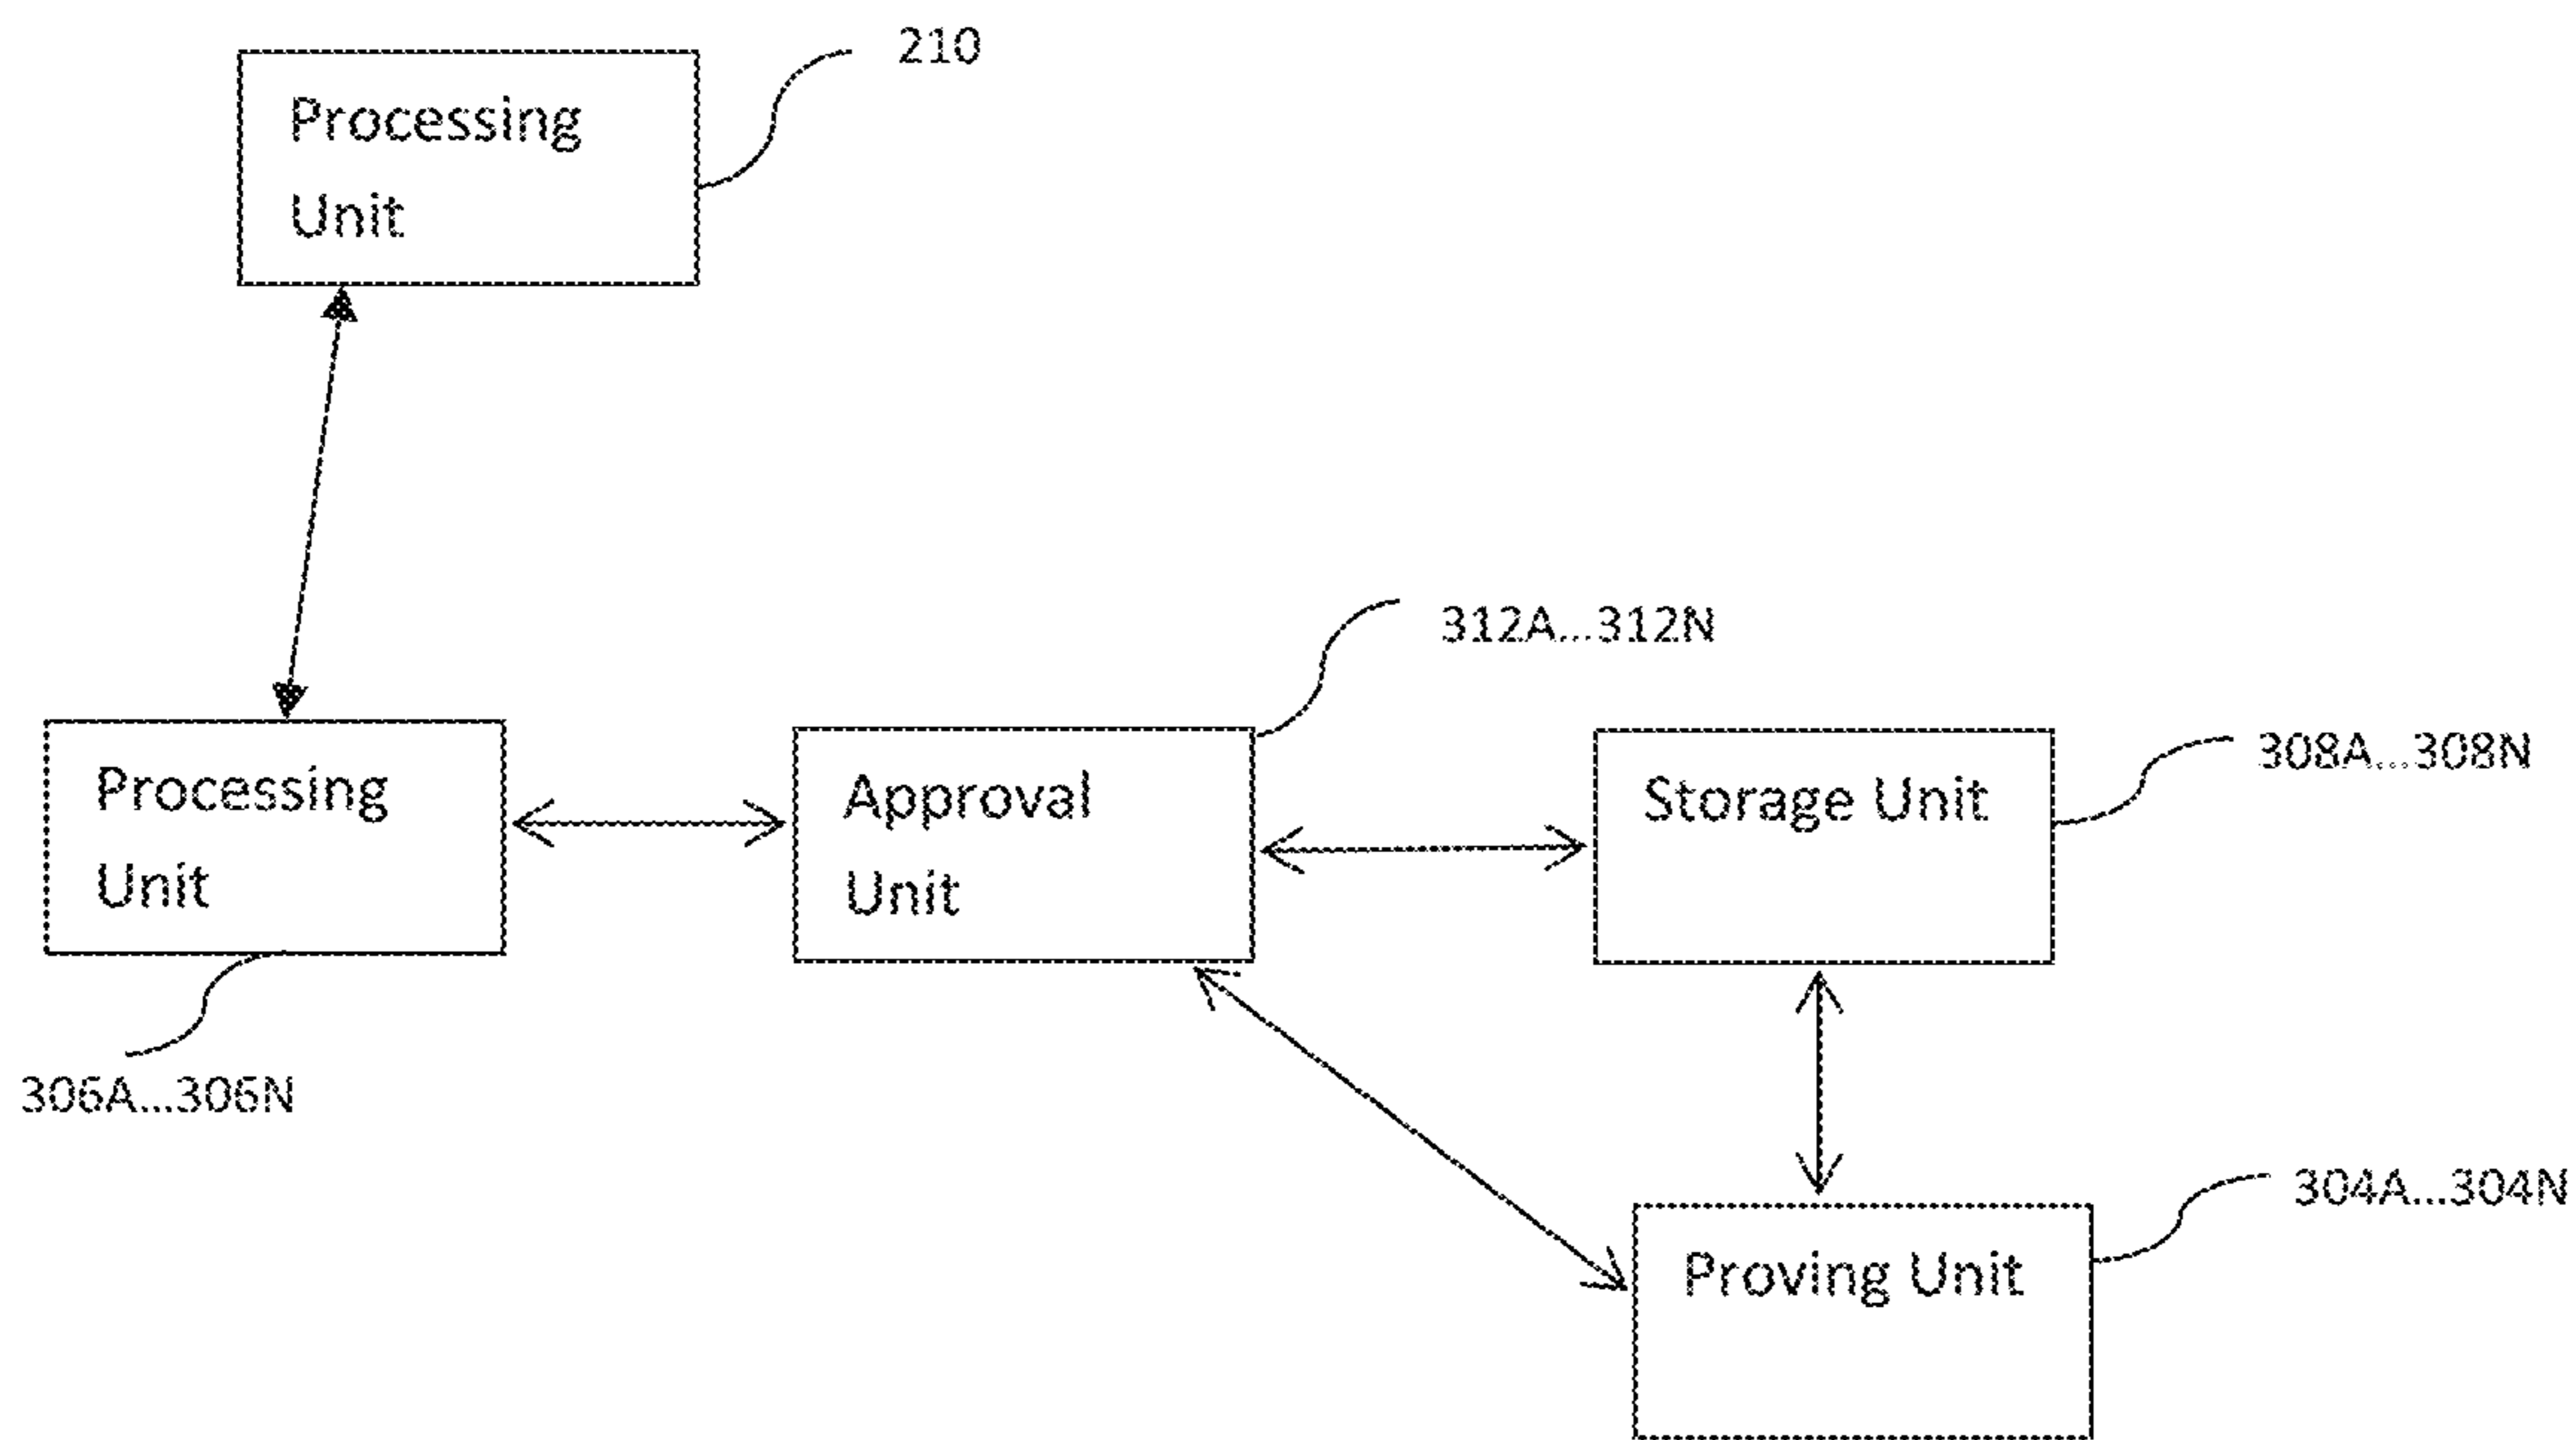 210
Processing
Unit
312A...312N
308A...308N
Processing
Unit
Approval
Unit
Storage Unit
306A...306N
304A...304N
Proving Unit